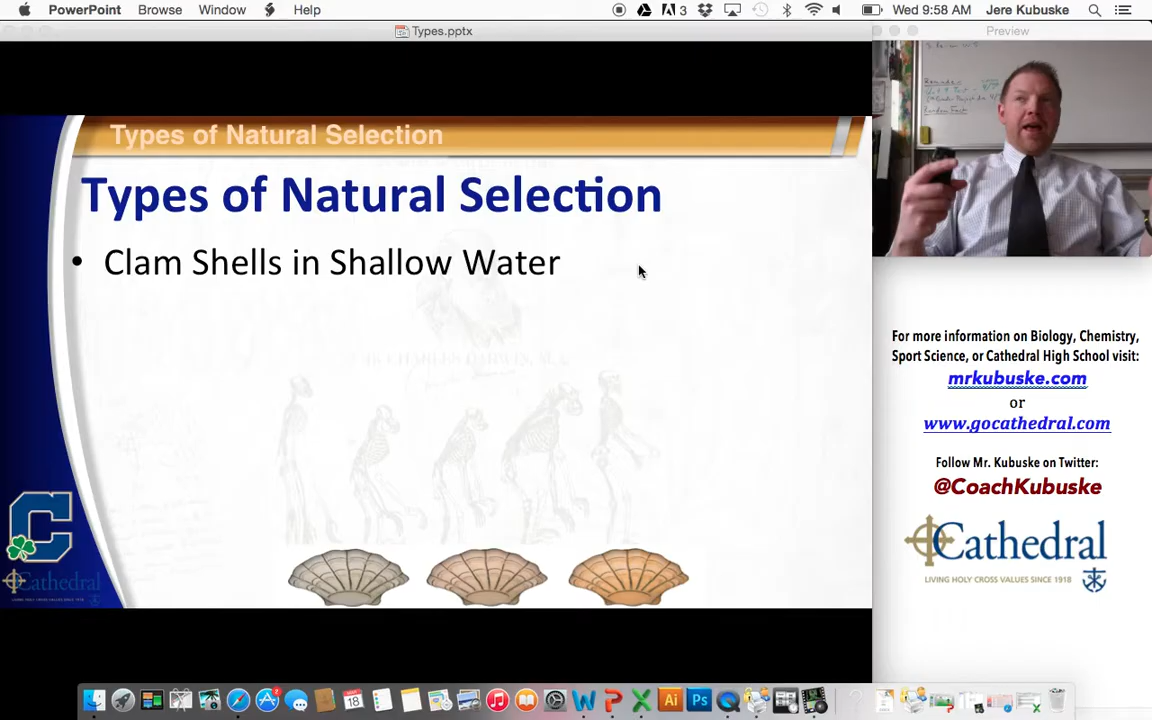 PowerPoint Browse Window Help 3 Wed 9:58 AM Jere Kubuske
Types.pptx
Preview
Types of Natural Selection
Types of Natural Selection
• Clam Shells in Shallow Water
For more information on Biology, Chemistry,
Sport Science, or Cathedral High School visit:
mrkubuske.com
or
www.gocathedral.com
Follow Mr. Kubuske on Twitter:
@CoachKubuske
Cathedral
LIVING HOLY CROSS VALUES SINCE 1918
C
Cathedral
18